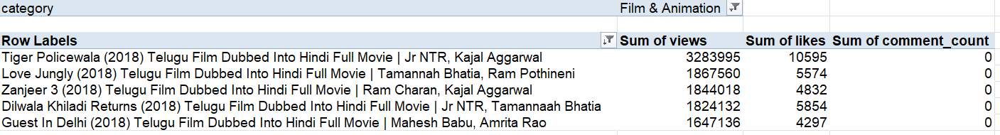 category Film & Animation
Row Labels Sum of views Sum of likes Sum of comment_count
Tiger Policewala (2018) Telugu Film Dubbed Into Hindi Full Movie | Jr NTR, Kajal Aggarwal 3283995 10595 0
Love Jungly (2018) Telugu Film Dubbed Into Hindi Full Movie | Tamannah Bhatia, Ram Pothineni 1867560 5574 0
Zanjeer 3 (2018) Telugu Film Dubbed Into Hindi Full Movie | Ram Charan, Kajal Aggarwal 1844018 4832 0
Dilwala Khiladi Returns (2018) Telugu Film Dubbed Into Hindi Full Movie | Jr NTR, Tamannaah Bhatia 1824132 5854 0
Guest In Delhi (2018) Telugu Film Dubbed Into Hindi Full Movie | Mahesh Babu, Amrita Rao 1647136 4297 0